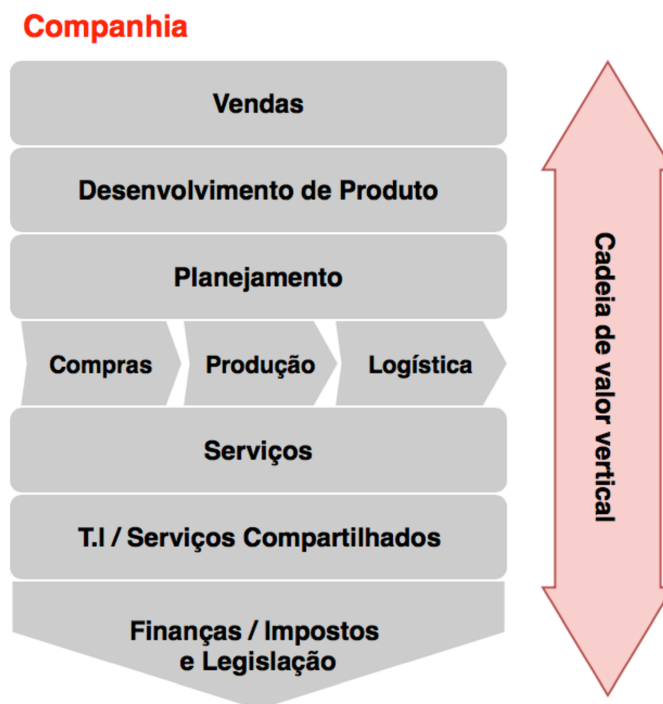 Companhia
Vendas
Desenvolvimento de Produto
Planejamento
Compras
Produção
Logística
Serviços
T.I / Serviços Compartilhados
Finanças / Impostos
e Legislação
Cadeia de valor vertical